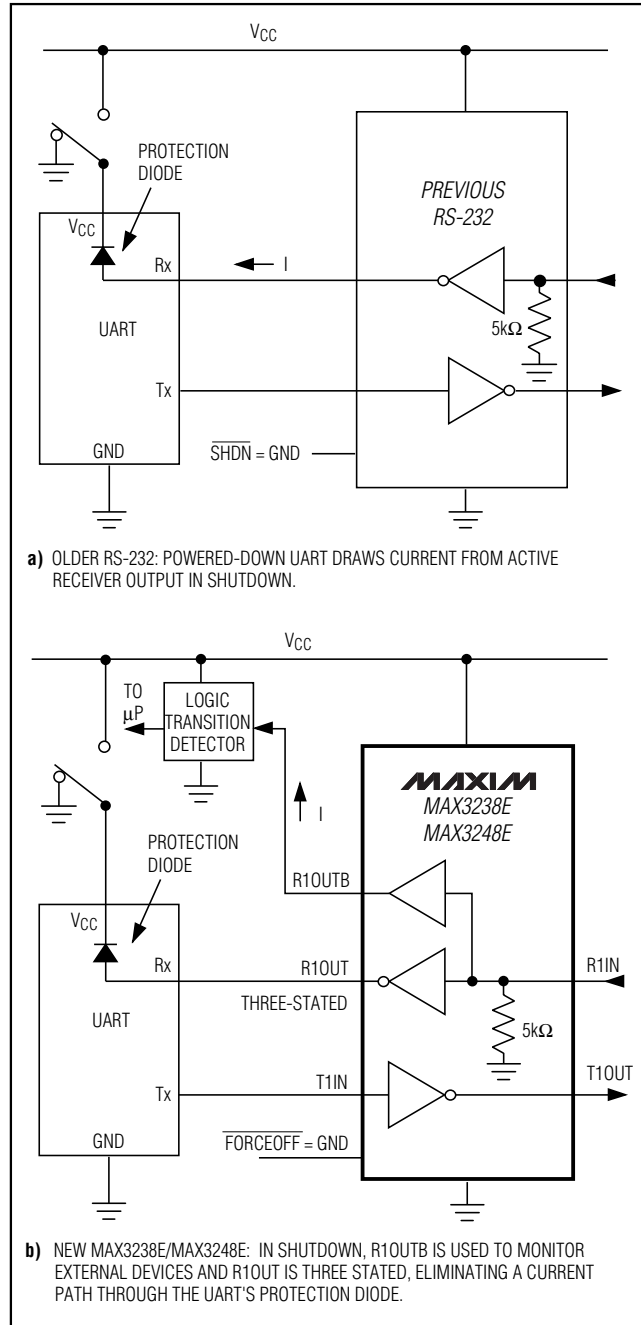 VCC
PROTECTION
DIODE
PREVIOUS
RS-232
VCC
Rx
I
5kΩ
UART
Tx
GND
SHDN = GND
a) OLDER RS-232: POWERED-DOWN UART DRAWS CURRENT FROM ACTIVE
RECEIVER OUTPUT IN SHUTDOWN.
VCC
TO
μP
LOGIC
TRANSITION
DETECTOR
MAXIM
MAX3238E
MAX3248E
I
PROTECTION
DIODE
R1OUTB
VCC
Rx
R1OUT
R1IN
THREE-STATED
UART
5kΩ
Tx
T1IN
T1OUT
GND
FORCEOFF = GND
b) NEW MAX3238E/MAX3248E: IN SHUTDOWN, R1OUTB IS USED TO MONITOR
EXTERNAL DEVICES AND R1OUT IS THREE STATED, ELIMINATING A CURRENT
PATH THROUGH THE UART'S PROTECTION DIODE.